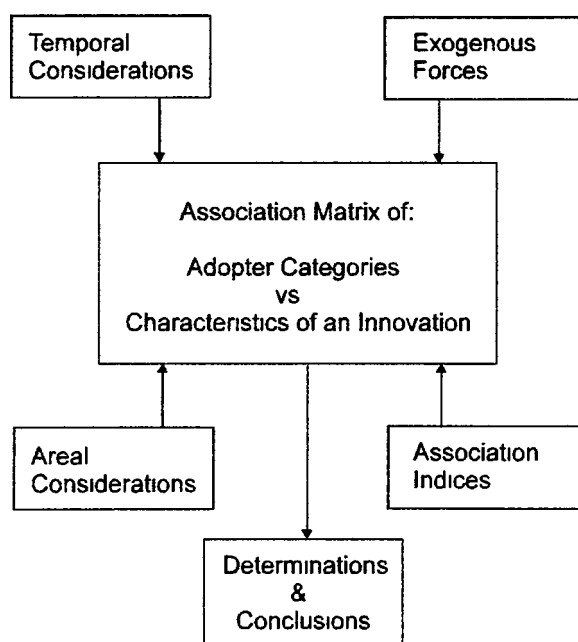 Temporal
Considerations
Exogenous
Forces
Association Matrix of:
Adopter Categories
vs
Characteristics of an Innovation
Areal
Considerations
Association
Indices
Determinations
&
Conclusions